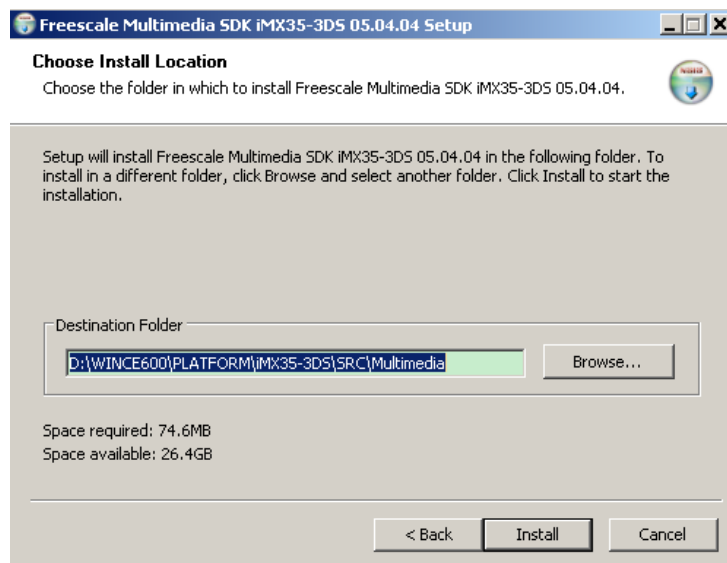 Freescale Multimedia SDK iMX35-3DS 05.04.04 Setup
Choose Install Location
Choose the folder in which to install Freescale Multimedia SDK iMX35-3DS 05.04.04.
Setup will install Freescale Multimedia SDK iMX35-3DS 05.04.04 in the following folder. To
install in a different folder, click Browse and select another folder. Click Install to start the
installation.
Destination Folder
D:\WINCE600\PLATFORM\iMX35-3DS\SRC\Multimedia
Browse...
Space required: 74.6MB
Space available: 26.4GB
< Back
Install
Cancel